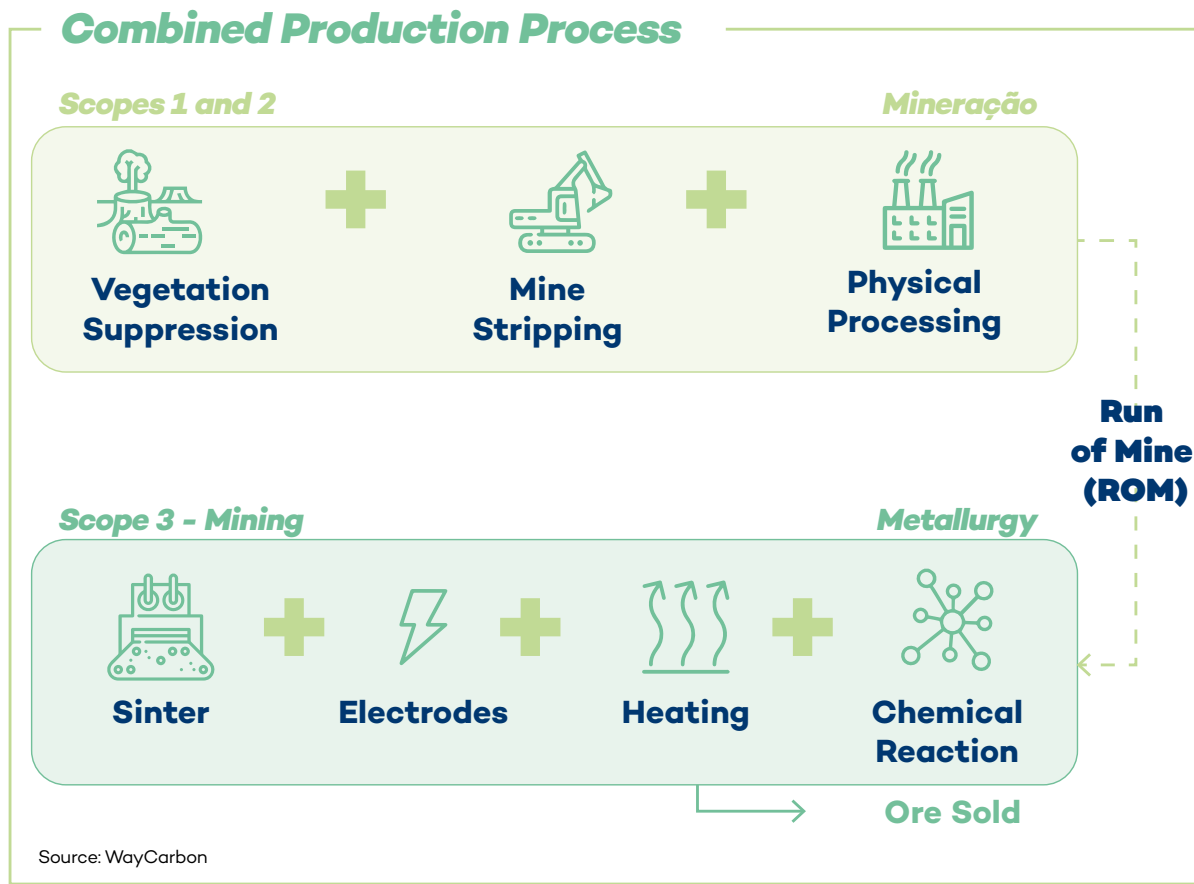 Combined Production Process
Scopes 1 and 2
Mineração
Vegetation
Suppression
Mine
Stripping
Physical
Processing
Run
of Mine
(ROM)
Scope 3 - Mining
Metallurgy
Sinter
Electrodes
Heating
Chemical
Reaction
Ore Sold
Source: WayCarbon